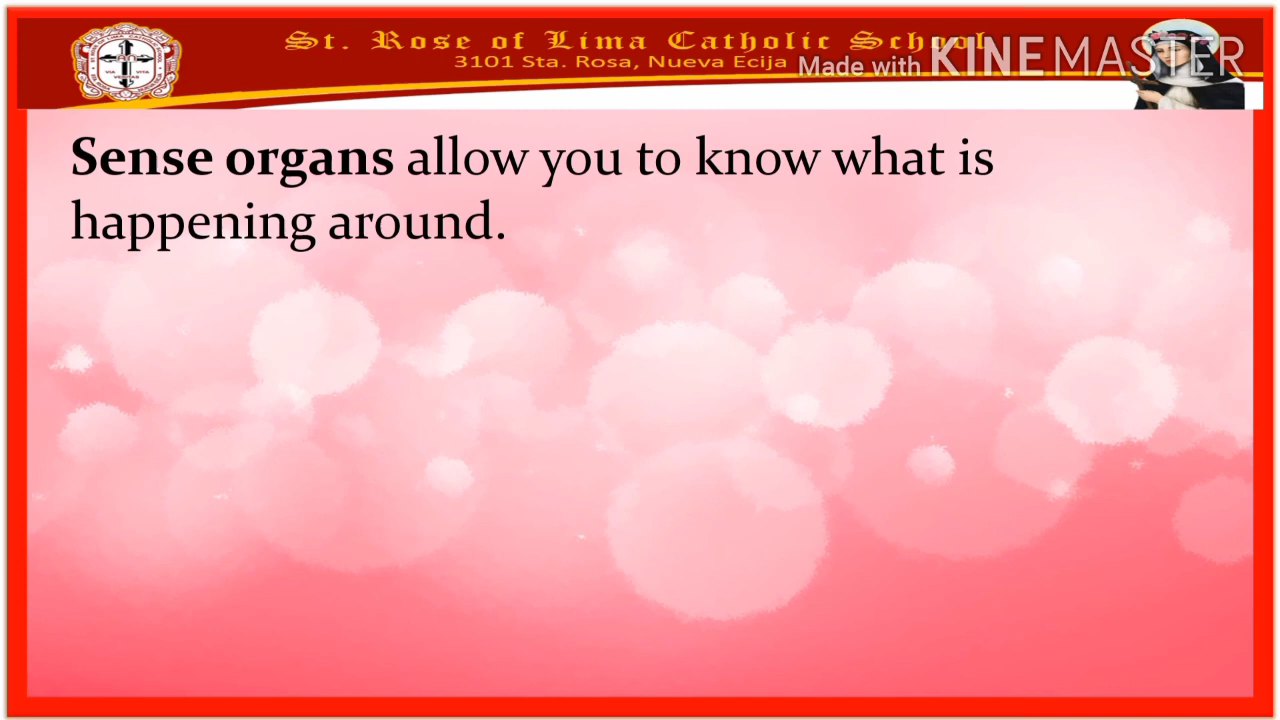 St. Rose of Lima Catholic School
3101 Sta. Rosa, Nueva Ecija
Made with KINEMASTER
Sense organs allow you to know what is
happening around.